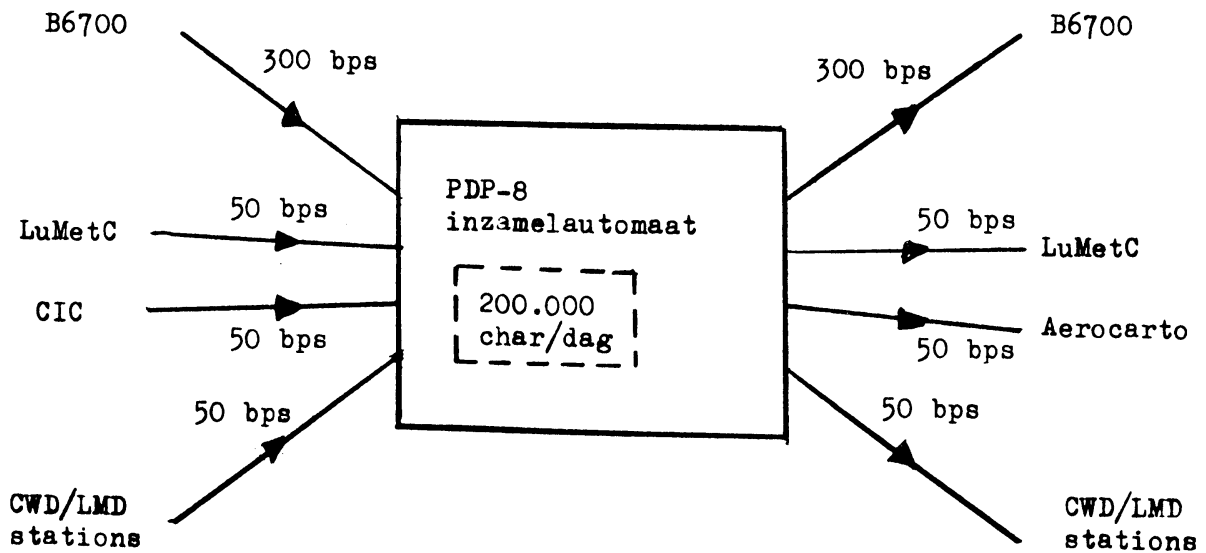 B6700
300 bps
LuMetC
50 bps
CIC
50 bps
50 bps
CWD/LMD
stations
PDP-8
inzamelautomaat
200.000
char/dag
B6700
300 bps
50 bps
LuMetC
Aerocarto
50 bps
50 bps
CWD/LMD
stations